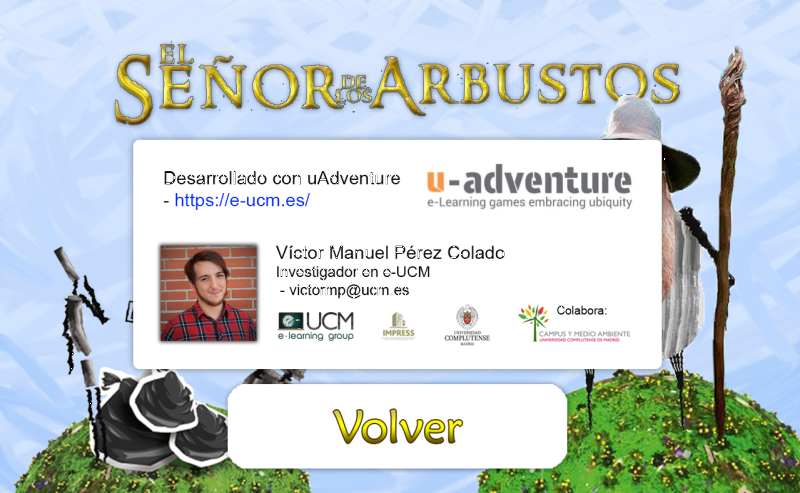 EL
SEÑOR DE LOS ARBUSTOS
Desarrollado con uAdventure
- https://e-ucm.es/
u-adventure
e-Learning games embracing ubiquity
Víctor Manuel Pérez Colado
Investigador en e-UCM
- victormp@ucm.es
e-UCM
e-learning group
IMPRESS
UNIVERSIDAD
COMPLUTENSE
MADRID
Colabora:
CAMPUS Y MEDIO AMBIENTE
UNIVERSIDAD COMPLUTENSE DE MADRID
Volver